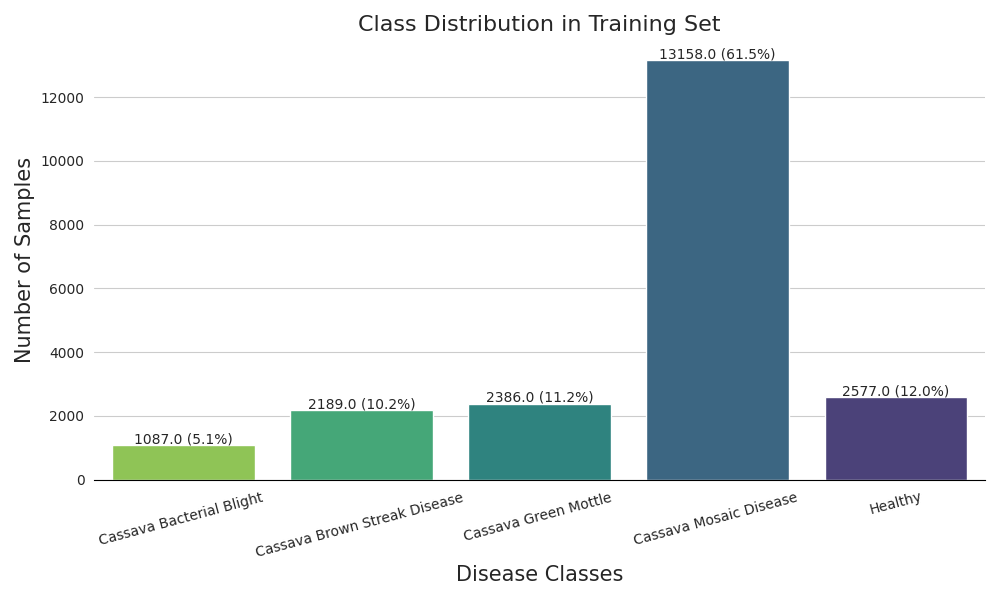 Class Distribution in Training Set
Number of Samples
12000
10000
8000
6000
4000
2000
0
1087.0 (5.1%)
2189.0 (10.2%)
2386.0 (11.2%)
13158.0 (61.5%)
2577.0 (12.0%)
Cassava Bacterial Blight
Cassava Brown Streak Disease
Cassava Green Mottle
Cassava Mosaic Disease
Healthy
Disease Classes